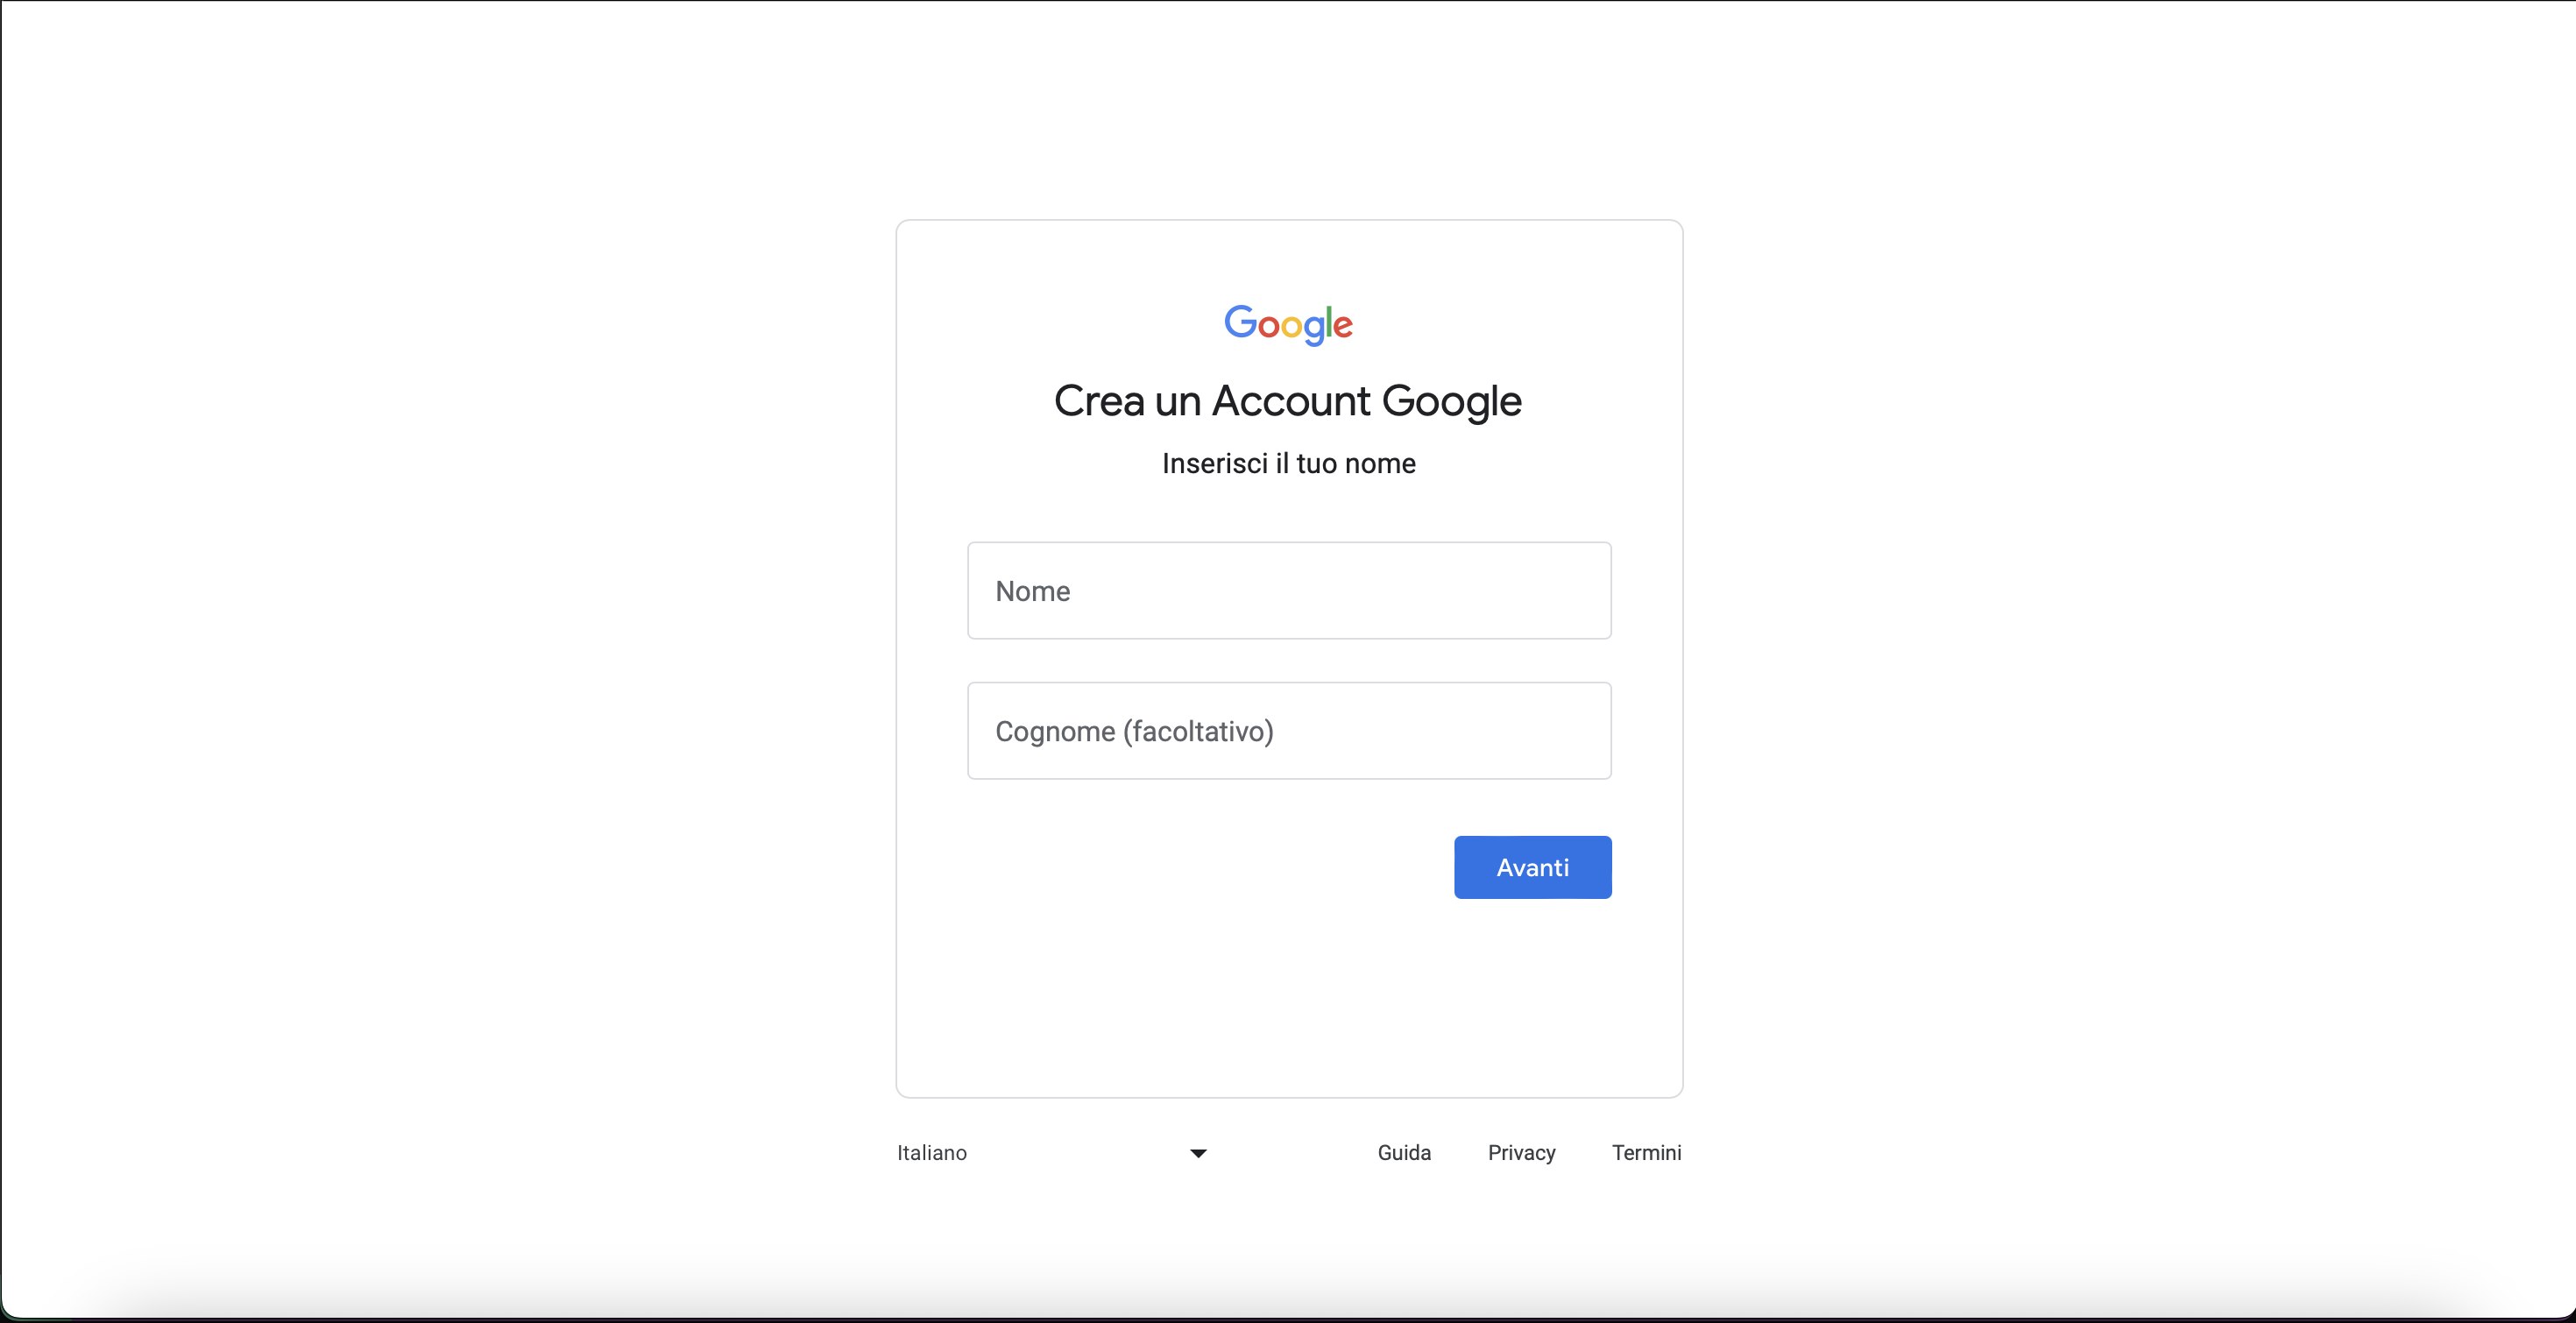 Google
Crea un Account Google
Inserisci il tuo nome
Nome
Cognome (facoltativo)
Avanti
Italiano
Guida Privacy Termini